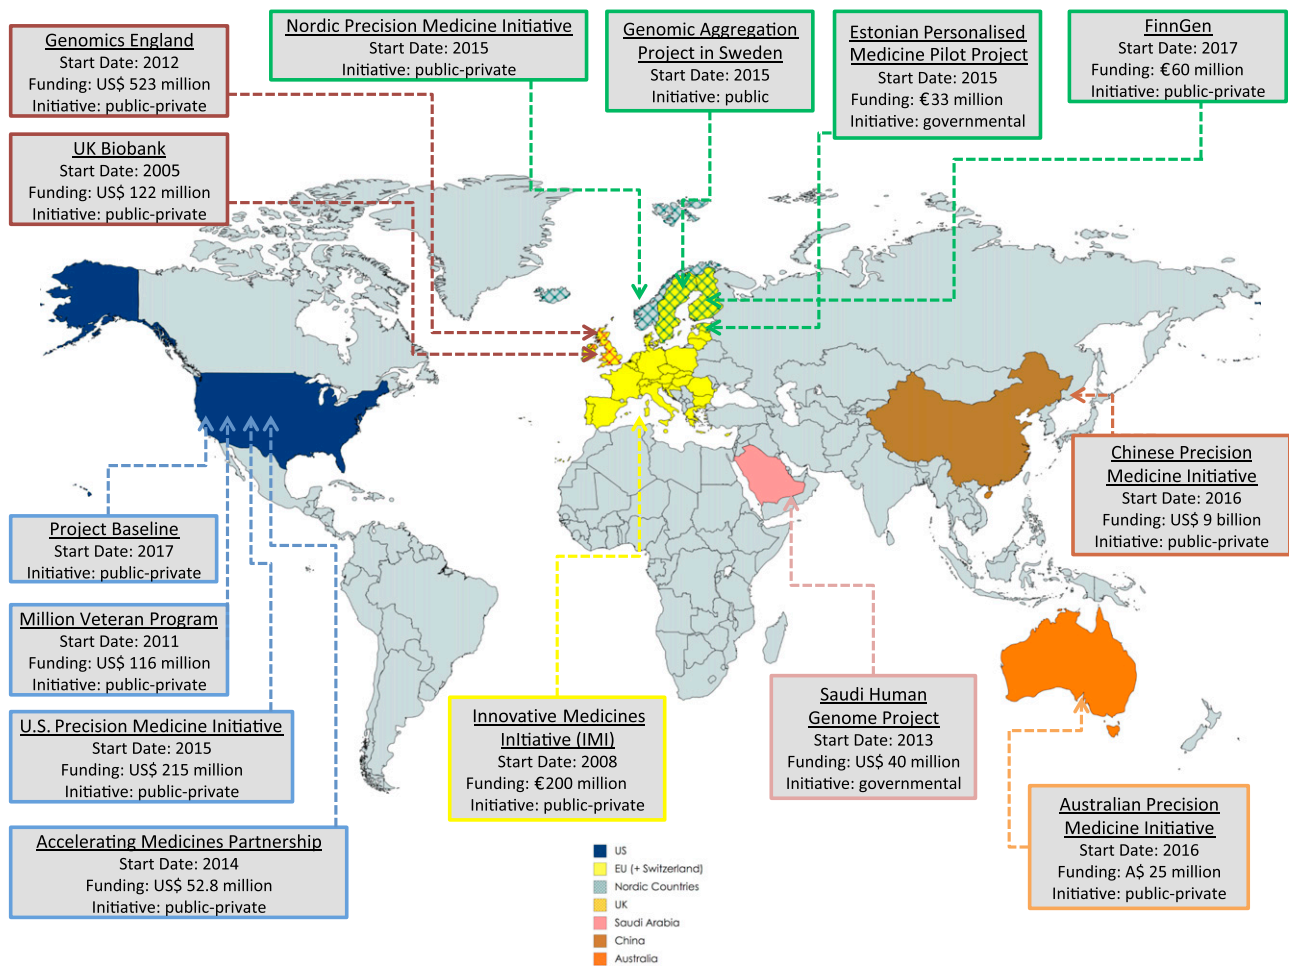 Genomics England
Start Date: 2012
Funding: US$ 523 million
Initiative: public-private
UK Biobank
Start Date: 2005
Funding: US$ 122 million
Initiative: public-private
Nordic Precision Medicine Initiative
Start Date: 2015
Initiative: public-private
Genomic Aggregation
Project in Sweden
Start Date: 2015
Initiative: public
Estonian Personalised
Medicine Pilot Project
Start Date: 2015
Funding: €33 million
Initiative: governmental
FinnGen
Start Date: 2017
Funding: €60 million
Initiative: public-private
Project Baseline
Start Date: 2017
Initiative: public-private
Million Veteran Program
Start Date: 2011
Funding: US$ 116 million
Initiative: public-private
U.S. Precision Medicine Initiative
Start Date: 2015
Funding: US$ 215 million
Initiative: public-private
Accelerating Medicines Partnership
Start Date: 2014
Funding: US$ 52.8 million
Initiative: public-private
Innovative Medicines
InItiative (IMI)
Start Date: 2008
Funding: €200 million
Initiative: public-private
Saudi Human
Genome Project
Start Date: 2013
Funding: US$ 40 million
Initiative: governmental
Chinese Precision
Medicine Initiative
Start Date: 2016
Funding: US$ 9 billion
Initiative: public-private
Australian Precision
Medicine Initiative
Start Date: 2016
Funding: A$ 25 million
Initiative: public-private
US
EU (+ Switzerland)
Nordic Countries
UK
Saudi Arabia
China
Australia